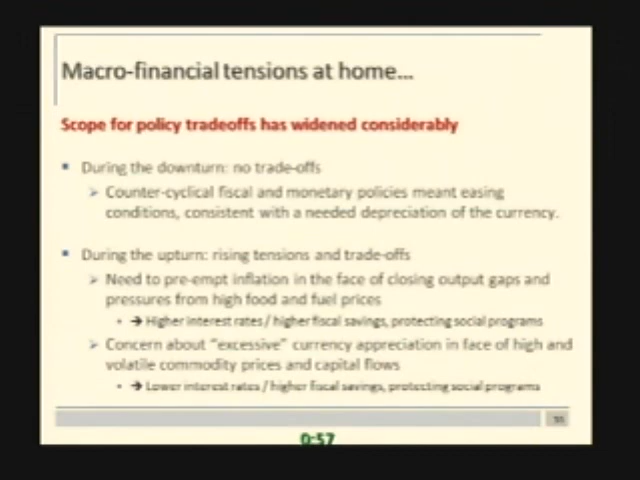 Macro-financial tensions at home...
Scope for policy tradeoffs has widened considerably
▪ During the downturn: no trade-offs
➢ Counter-cyclical fiscal and monetary policies meant easing
conditions, consistent with a needed depreciation of the currency.
▪ During the upturn: rising tensions and trade-offs
➢ Need to pre-empt inflation in the face of closing output gaps and
pressures from high food and fuel prices
• → Higher interest rates / higher fiscal savings, protecting social programs
➢ Concern about "excessive" currency appreciation in face of high and
volatile commodity prices and capital flows
• → Lower interest rates / higher fiscal savings, protecting social programs
0:57